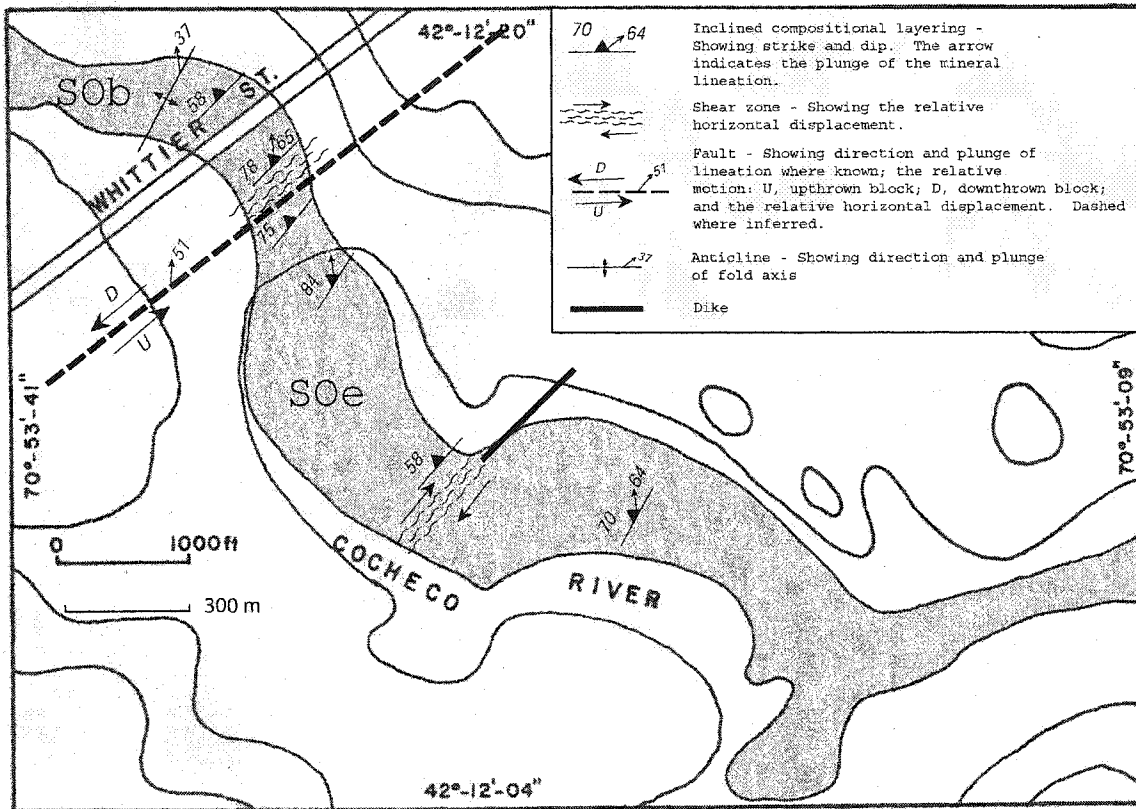 42°-12'-20"
37
SOb
58
WHITTIER ST.
78
65
75
51
D
U
84
70°-53'-41"
SOe
58
64
70
0 1000ft
300 m
COCHECO RIVER
42°-12'-04"
70°-53'-09"
70 64
Inclined compositional layering -
Showing strike and dip. The arrow
indicates the plunge of the mineral
lineation.
Shear zone - Showing the relative
horizontal displacement.
D
51
U
Fault - Showing direction and plunge of
lineation where known; the relative
motion: U, upthrown block; D, downthrown block;
and the relative horizontal displacement. Dashed
where inferred.
37
Anticline - Showing direction and plunge
of fold axis
Dike